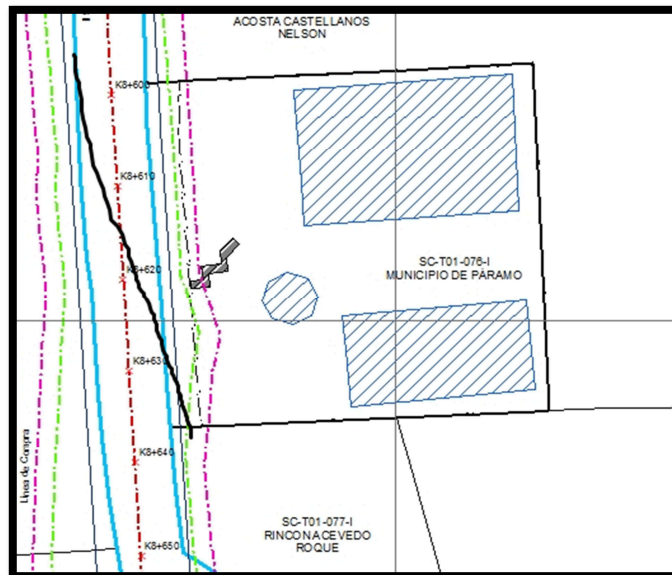 ACOSTA CASTELLANOS
NELSON
K8+600
K8+610
SC-T01-076-I
MUNICIPIO DE PÁRAMO
K8+620
K8+630
K8+640
Línea de Compra
SC-T01-077-I
RINCON ACEVEDO
ROQUE
K8+650